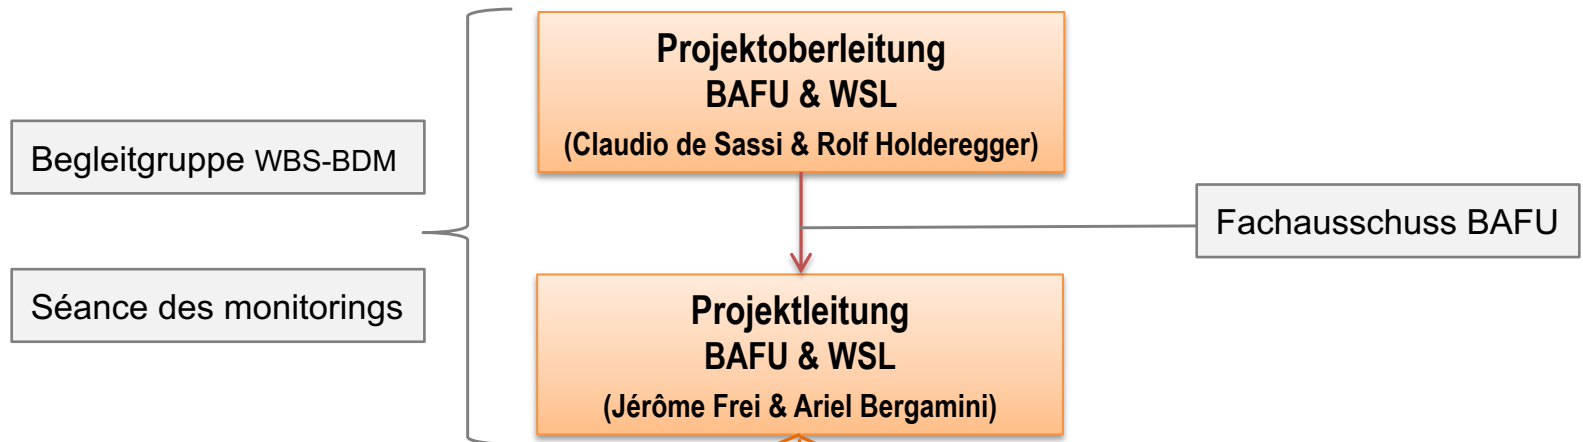 Projektoberleitung
BAFU & WSL
(Claudio de Sassi & Rolf Holderegger)
Begleitgruppe WBS-BDM
Fachausschuss BAFU
Séance des monitorings
Projektleitung
BAFU & WSL
(Jérôme Frei & Ariel Bergamini)